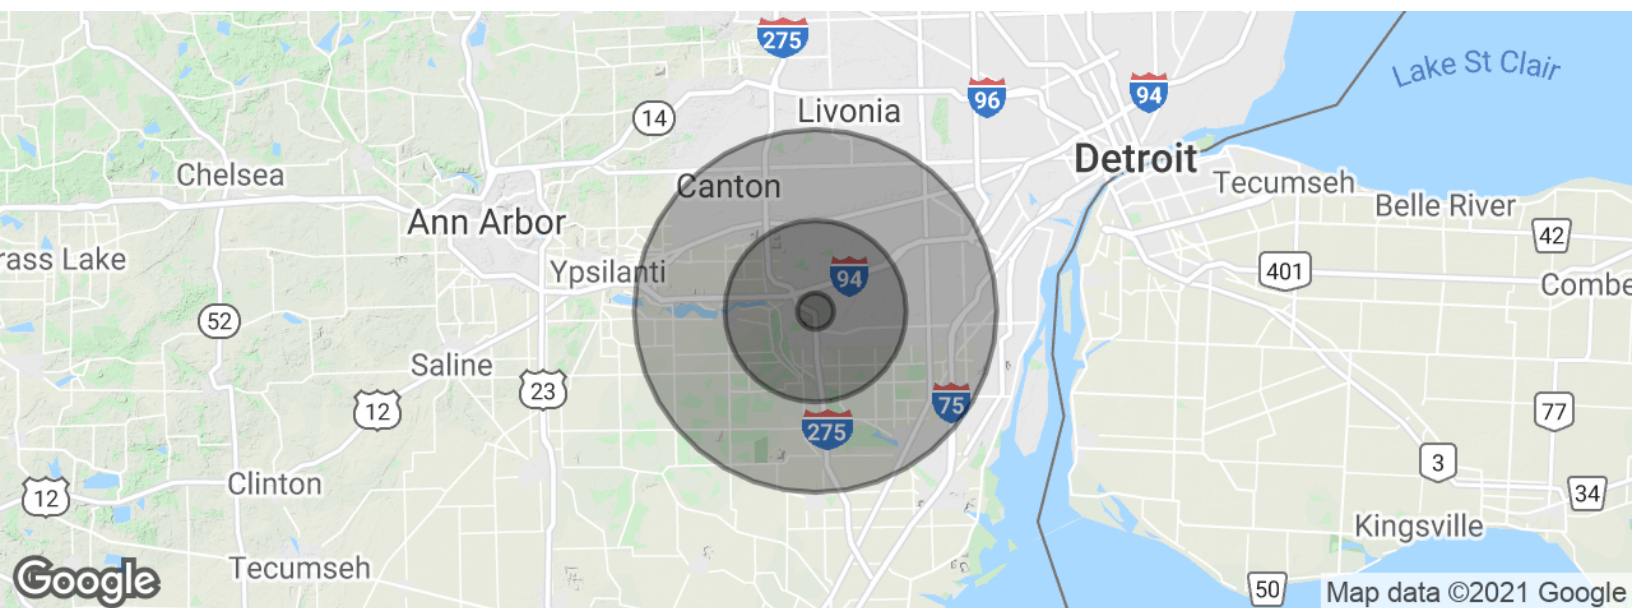 275
Lake St Clair
96
94
Livonia
14
Detroit
Chelsea
Canton
Tecumseh
Belle River
Ann Arbor
42
rass Lake
Ypsilanti
94
401
Combe
52
Saline
23
12
75
77
275
3
Clinton
12
34
Kingsville
Tecumseh
Google
50
Map data ©2021 Google